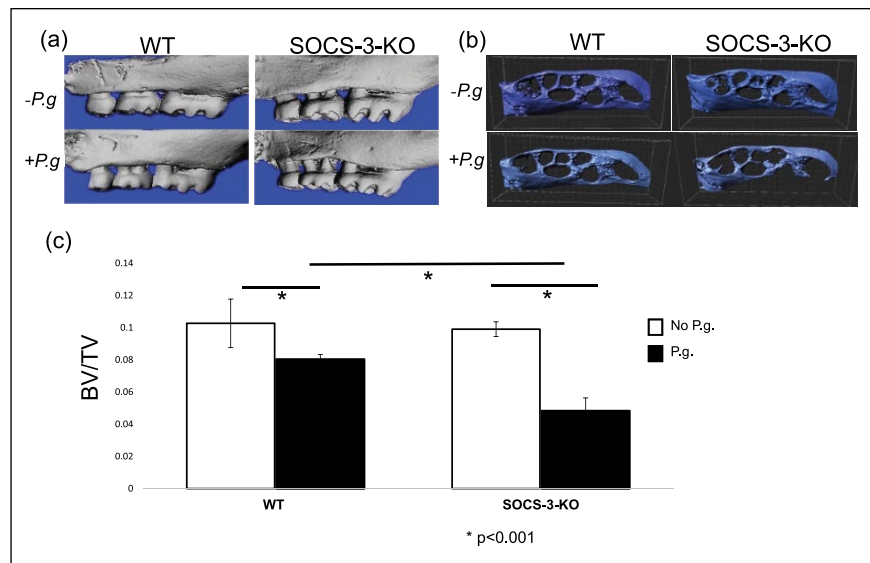 (a)
WT SOCS-3-KO
-P.g
+P.g
(b)
WT SOCS-3-KO
-P.g
+P.g
(c)
0.14
0.12
0.1
0.08
0.06
0.04
0.02
0
BV/TV
*
*
*
No P.g.
P.g.
WT SOCS-3-KO
* p<0.001